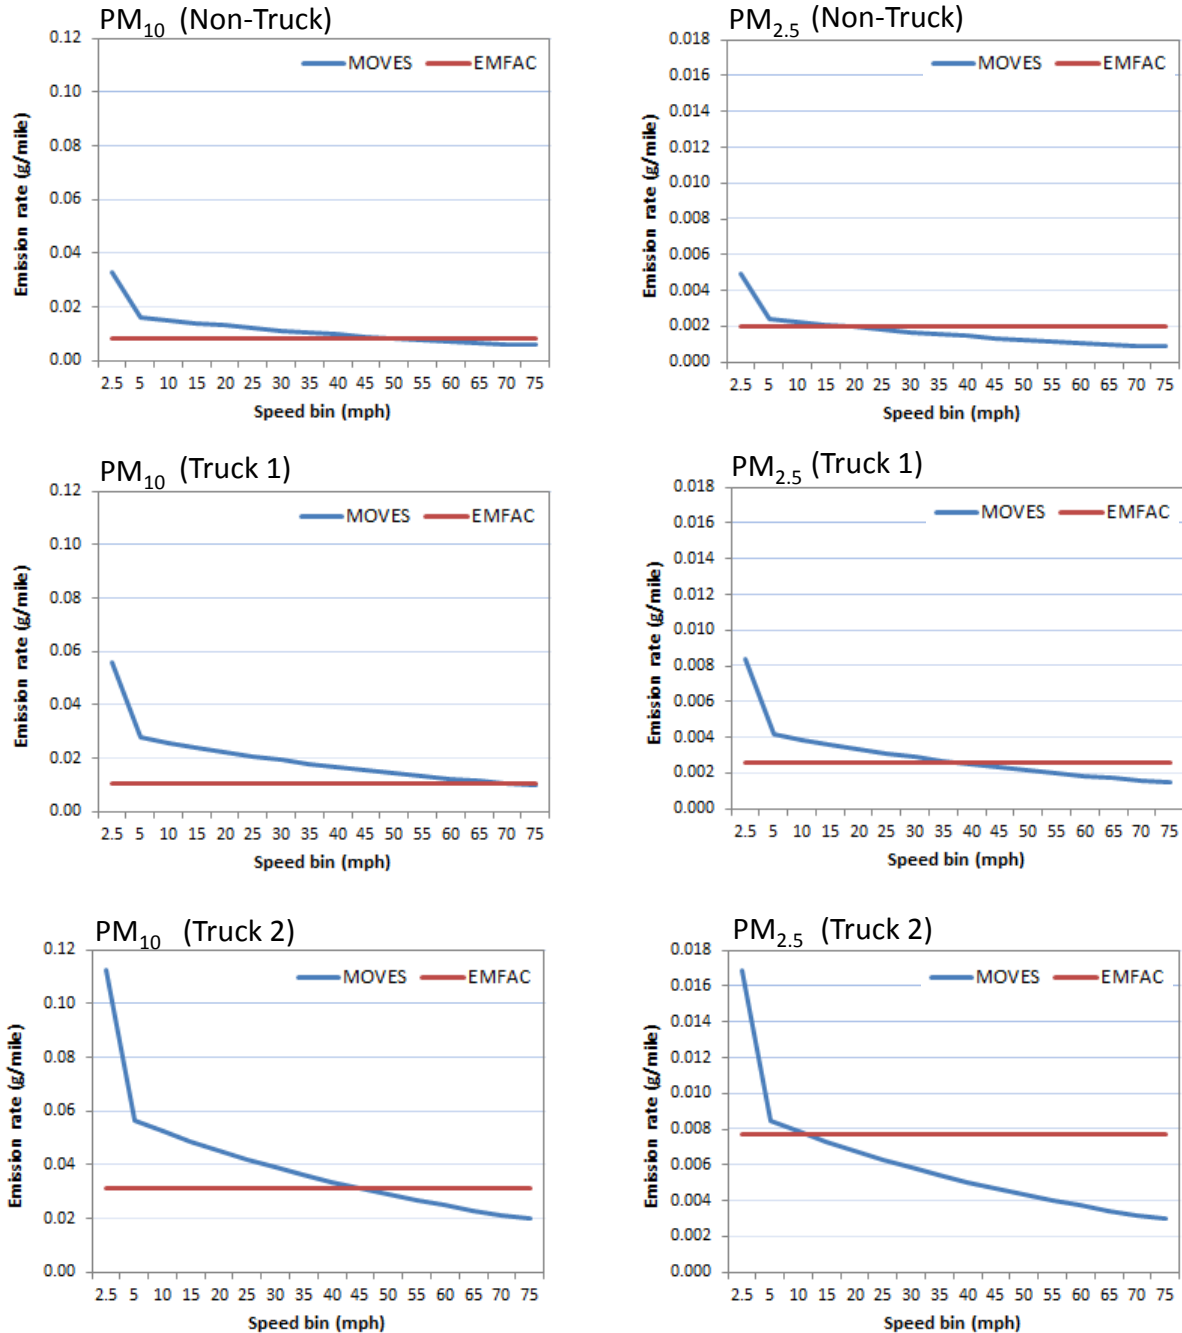 PM10 (Non-Truck)
0.12
0.10
0.08
0.06
0.04
0.02
0.00
Emission rate (g/mile)
MOVES EMFAC
2.5 5 10 15 20 25 30 35 40 45 50 55 60 65 70 75
Speed bin (mph)
PM2.5 (Non-Truck)
0.018
0.016
0.014
0.012
0.010
0.008
0.006
0.004
0.002
0.000
Emission rate (g/mile)
MOVES EMFAC
2.5 5 10 15 20 25 30 35 40 45 50 55 60 65 70 75
Speed bin (mph)
PM10 (Truck 1)
0.12
0.10
0.08
0.06
0.04
0.02
0.00
Emission rate (g/mile)
MOVES EMFAC
2.5 5 10 15 20 25 30 35 40 45 50 55 60 65 70 75
Speed bin (mph)
PM2.5 (Truck 1)
0.018
0.016
0.014
0.012
0.010
0.008
0.006
0.004
0.002
0.000
Emission rate (g/mile)
MOVES EMFAC
2.5 5 10 15 20 25 30 35 40 45 50 55 60 65 70 75
Speed bin (mph)
PM10 (Truck 2)
0.12
0.10
0.08
0.06
0.04
0.02
0.00
Emission rate (g/mile)
MOVES EMFAC
2.5 5 10 15 20 25 30 35 40 45 50 55 60 65 70 75
Speed bin (mph)
PM2.5 (Truck 2)
0.018
0.016
0.014
0.012
0.010
0.008
0.006
0.004
0.002
0.000
Emission rate (g/mile)
MOVES EMFAC
2.5 5 10 15 20 25 30 35 40 45 50 55 60 65 70 75
Speed bin (mph)